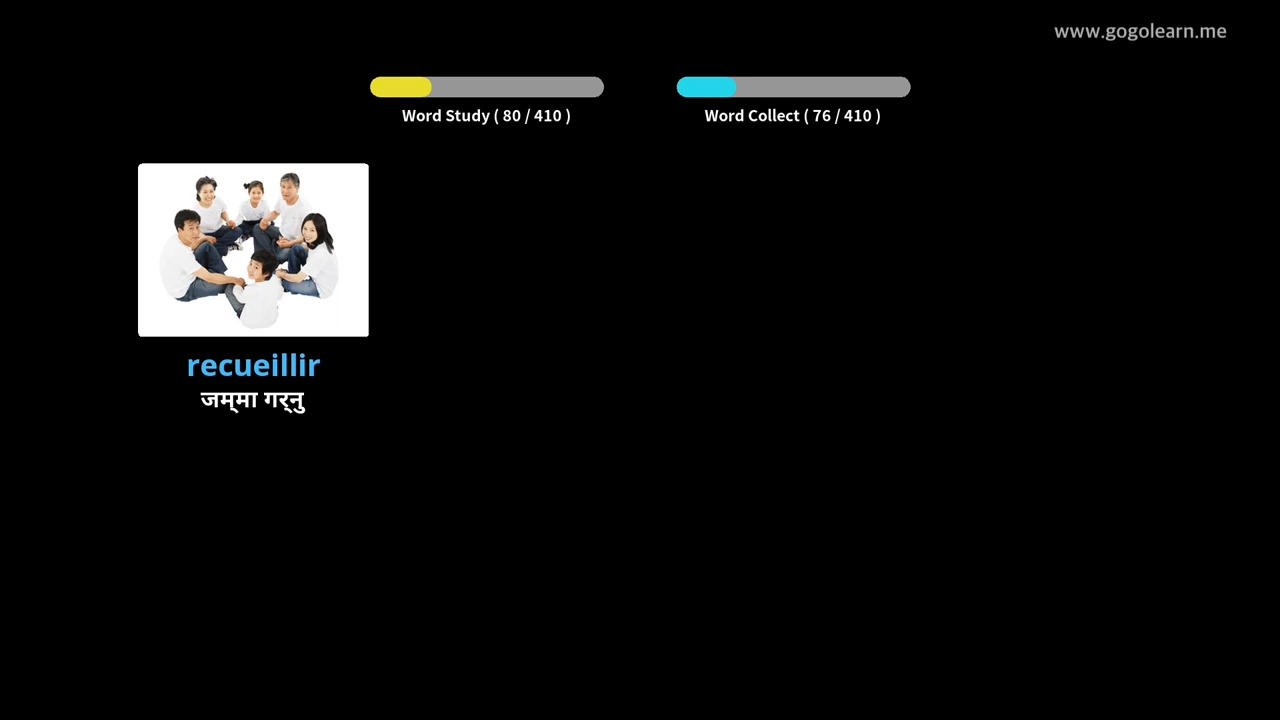 www.gogolearn.me
Word Study ( 80 / 410 )
Word Collect ( 76 / 410 )
recueillir
जम्‌मा गर्‌नु